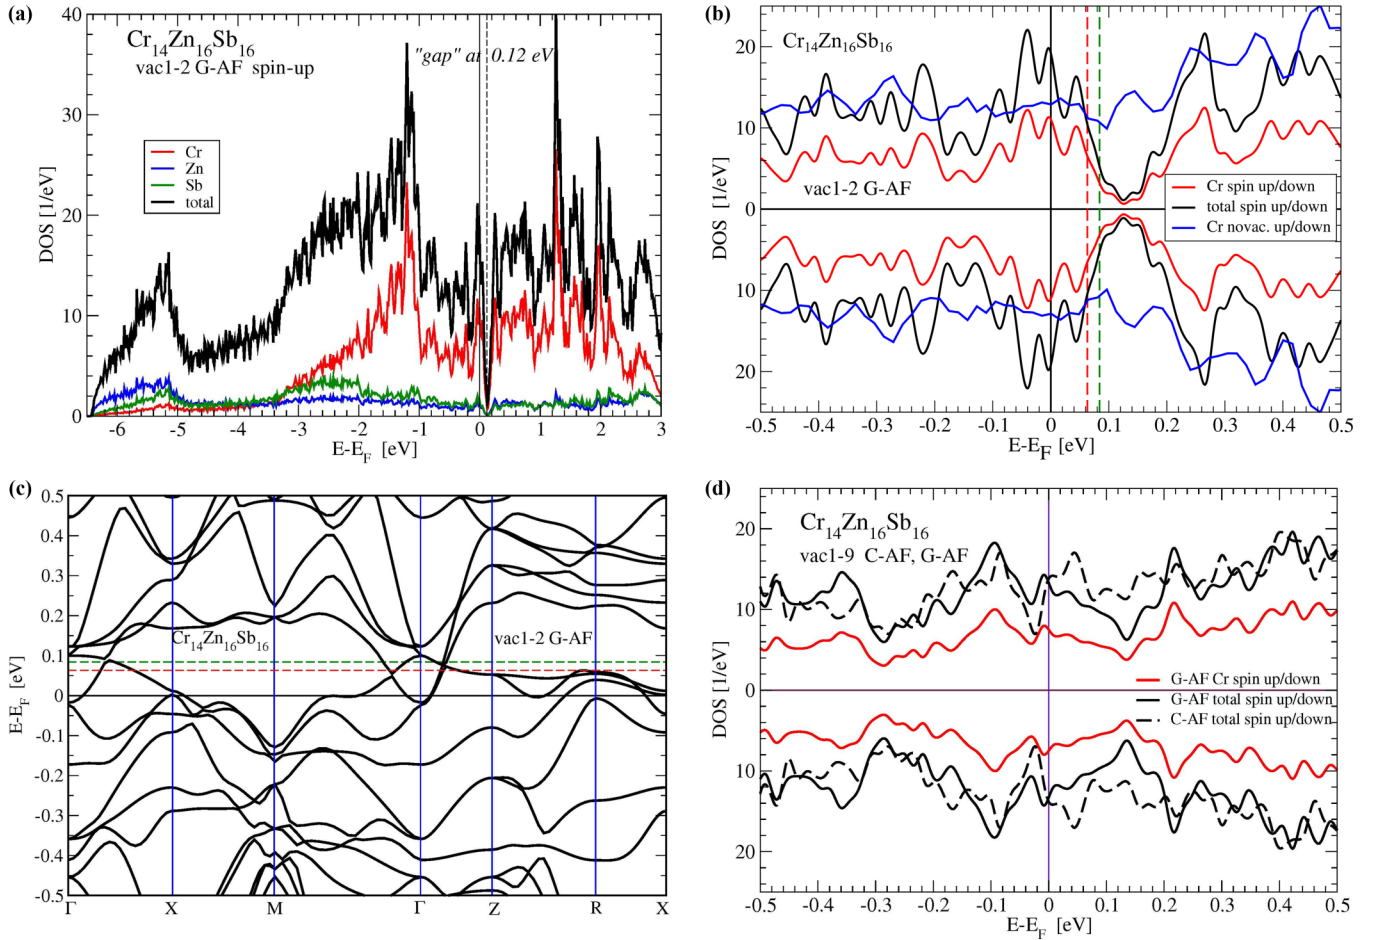 (a)
Cr14Zn16Sb16
vac1-2 G-AF spin-up
"gap" at 0.12 eV
Cr
Zn
Sb
total
DOS [1/eV]
40
30
20
10
0
-6 -5 -4 -3 -2 -1 0 1 2 3
E-EF [eV]
(b)
Cr14Zn16Sb16
vac1-2 G-AF
Cr spin up/down
total spin up/down
Cr novac. up/down
DOS [1/eV]
20
10
0
10
20
-0.5 -0.4 -0.3 -0.2 -0.1 0 0.1 0.2 0.3 0.4 0.5
E-EF [eV]
(c)
Cr14Zn16Sb16
vac1-2 G-AF
E-EF [eV]
0.5
0.4
0.3
0.2
0.1
0
-0.1
-0.2
-0.3
-0.4
-0.5
Γ X M Γ Z R X
(d)
Cr14Zn16Sb16
vac1-9 C-AF, G-AF
G-AF Cr spin up/down
G-AF total spin up/down
C-AF total spin up/down
DOS [1/eV]
20
10
0
10
20
-0.5 -0.4 -0.3 -0.2 -0.1 0 0.1 0.2 0.3 0.4 0.5
E-EF [eV]